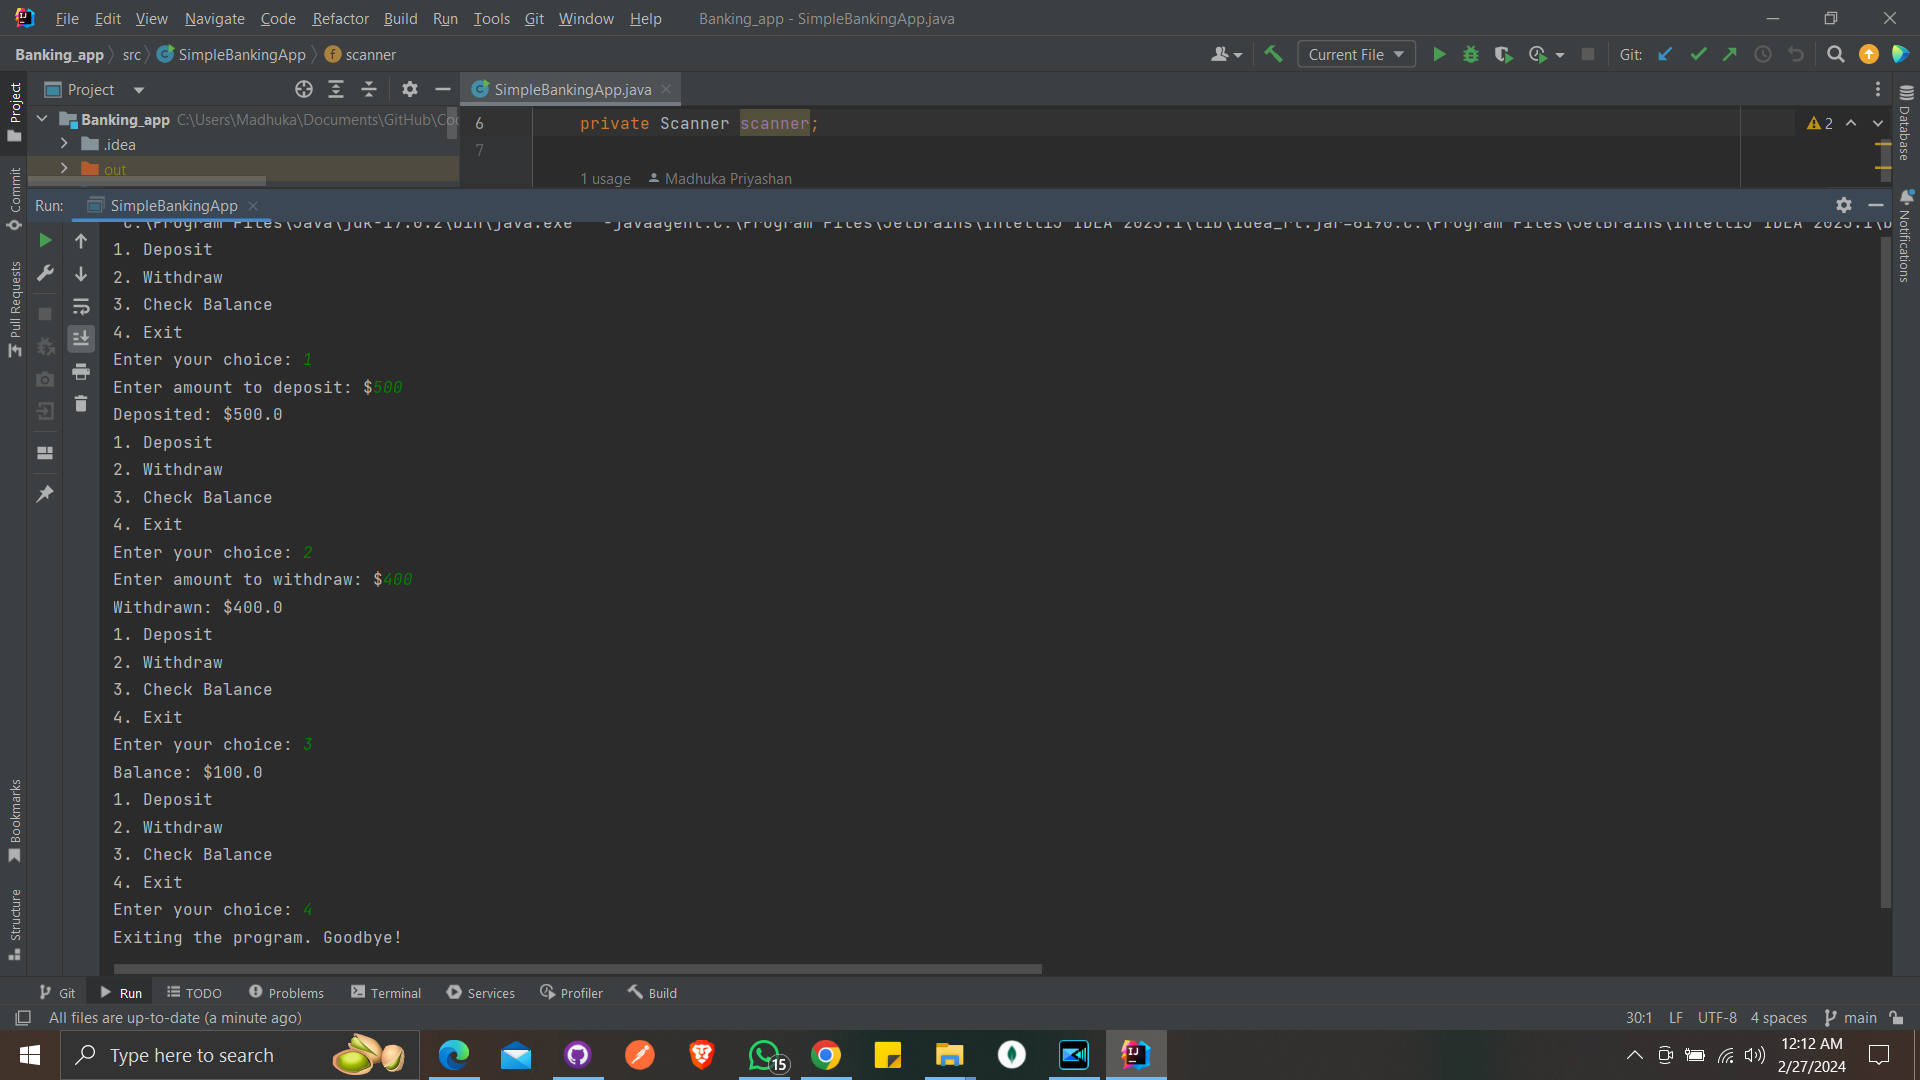 File Edit View Navigate Code Refactor Build Run Tools Git Window Help Banking_app - SimpleBankingApp.java
Banking_app src SimpleBankingApp scanner Current File Git:
Project SimpleBankingApp.java
Banking_app C:\Users\Madhuka\Documents\GitHub\Coc
.idea
out
6 private Scanner scanner;
7
1 usage Madhuka Priyashan
2
Run: SimpleBankingApp
C:\Program Files\Java\jdk-17.0.2\bin\java.exe" "-javaagent:C:\Program Files\JetBrains\IntelliJ IDEA 2023.1\lib\idea_rt.jar=6190:C:\Program Files\JetBrains\IntelliJ IDEA 2023.1\b
1. Deposit
2. Withdraw
3. Check Balance
4. Exit
Enter your choice: 1
Enter amount to deposit: $500
Deposited: $500.0
1. Deposit
2. Withdraw
3. Check Balance
4. Exit
Enter your choice: 2
Enter amount to withdraw: $400
Withdrawn: $400.0
1. Deposit
2. Withdraw
3. Check Balance
4. Exit
Enter your choice: 3
Balance: $100.0
1. Deposit
2. Withdraw
3. Check Balance
4. Exit
Enter your choice: 4
Exiting the program. Goodbye!
Project
Commit
Pull Requests
Bookmarks
Structure
Database
Notifications
Git Run TODO Problems Terminal Services Profiler Build
All files are up-to-date (a minute ago) 30:1 LF UTF-8 4 spaces main
Type here to search 15 12:12 AM
2/27/2024